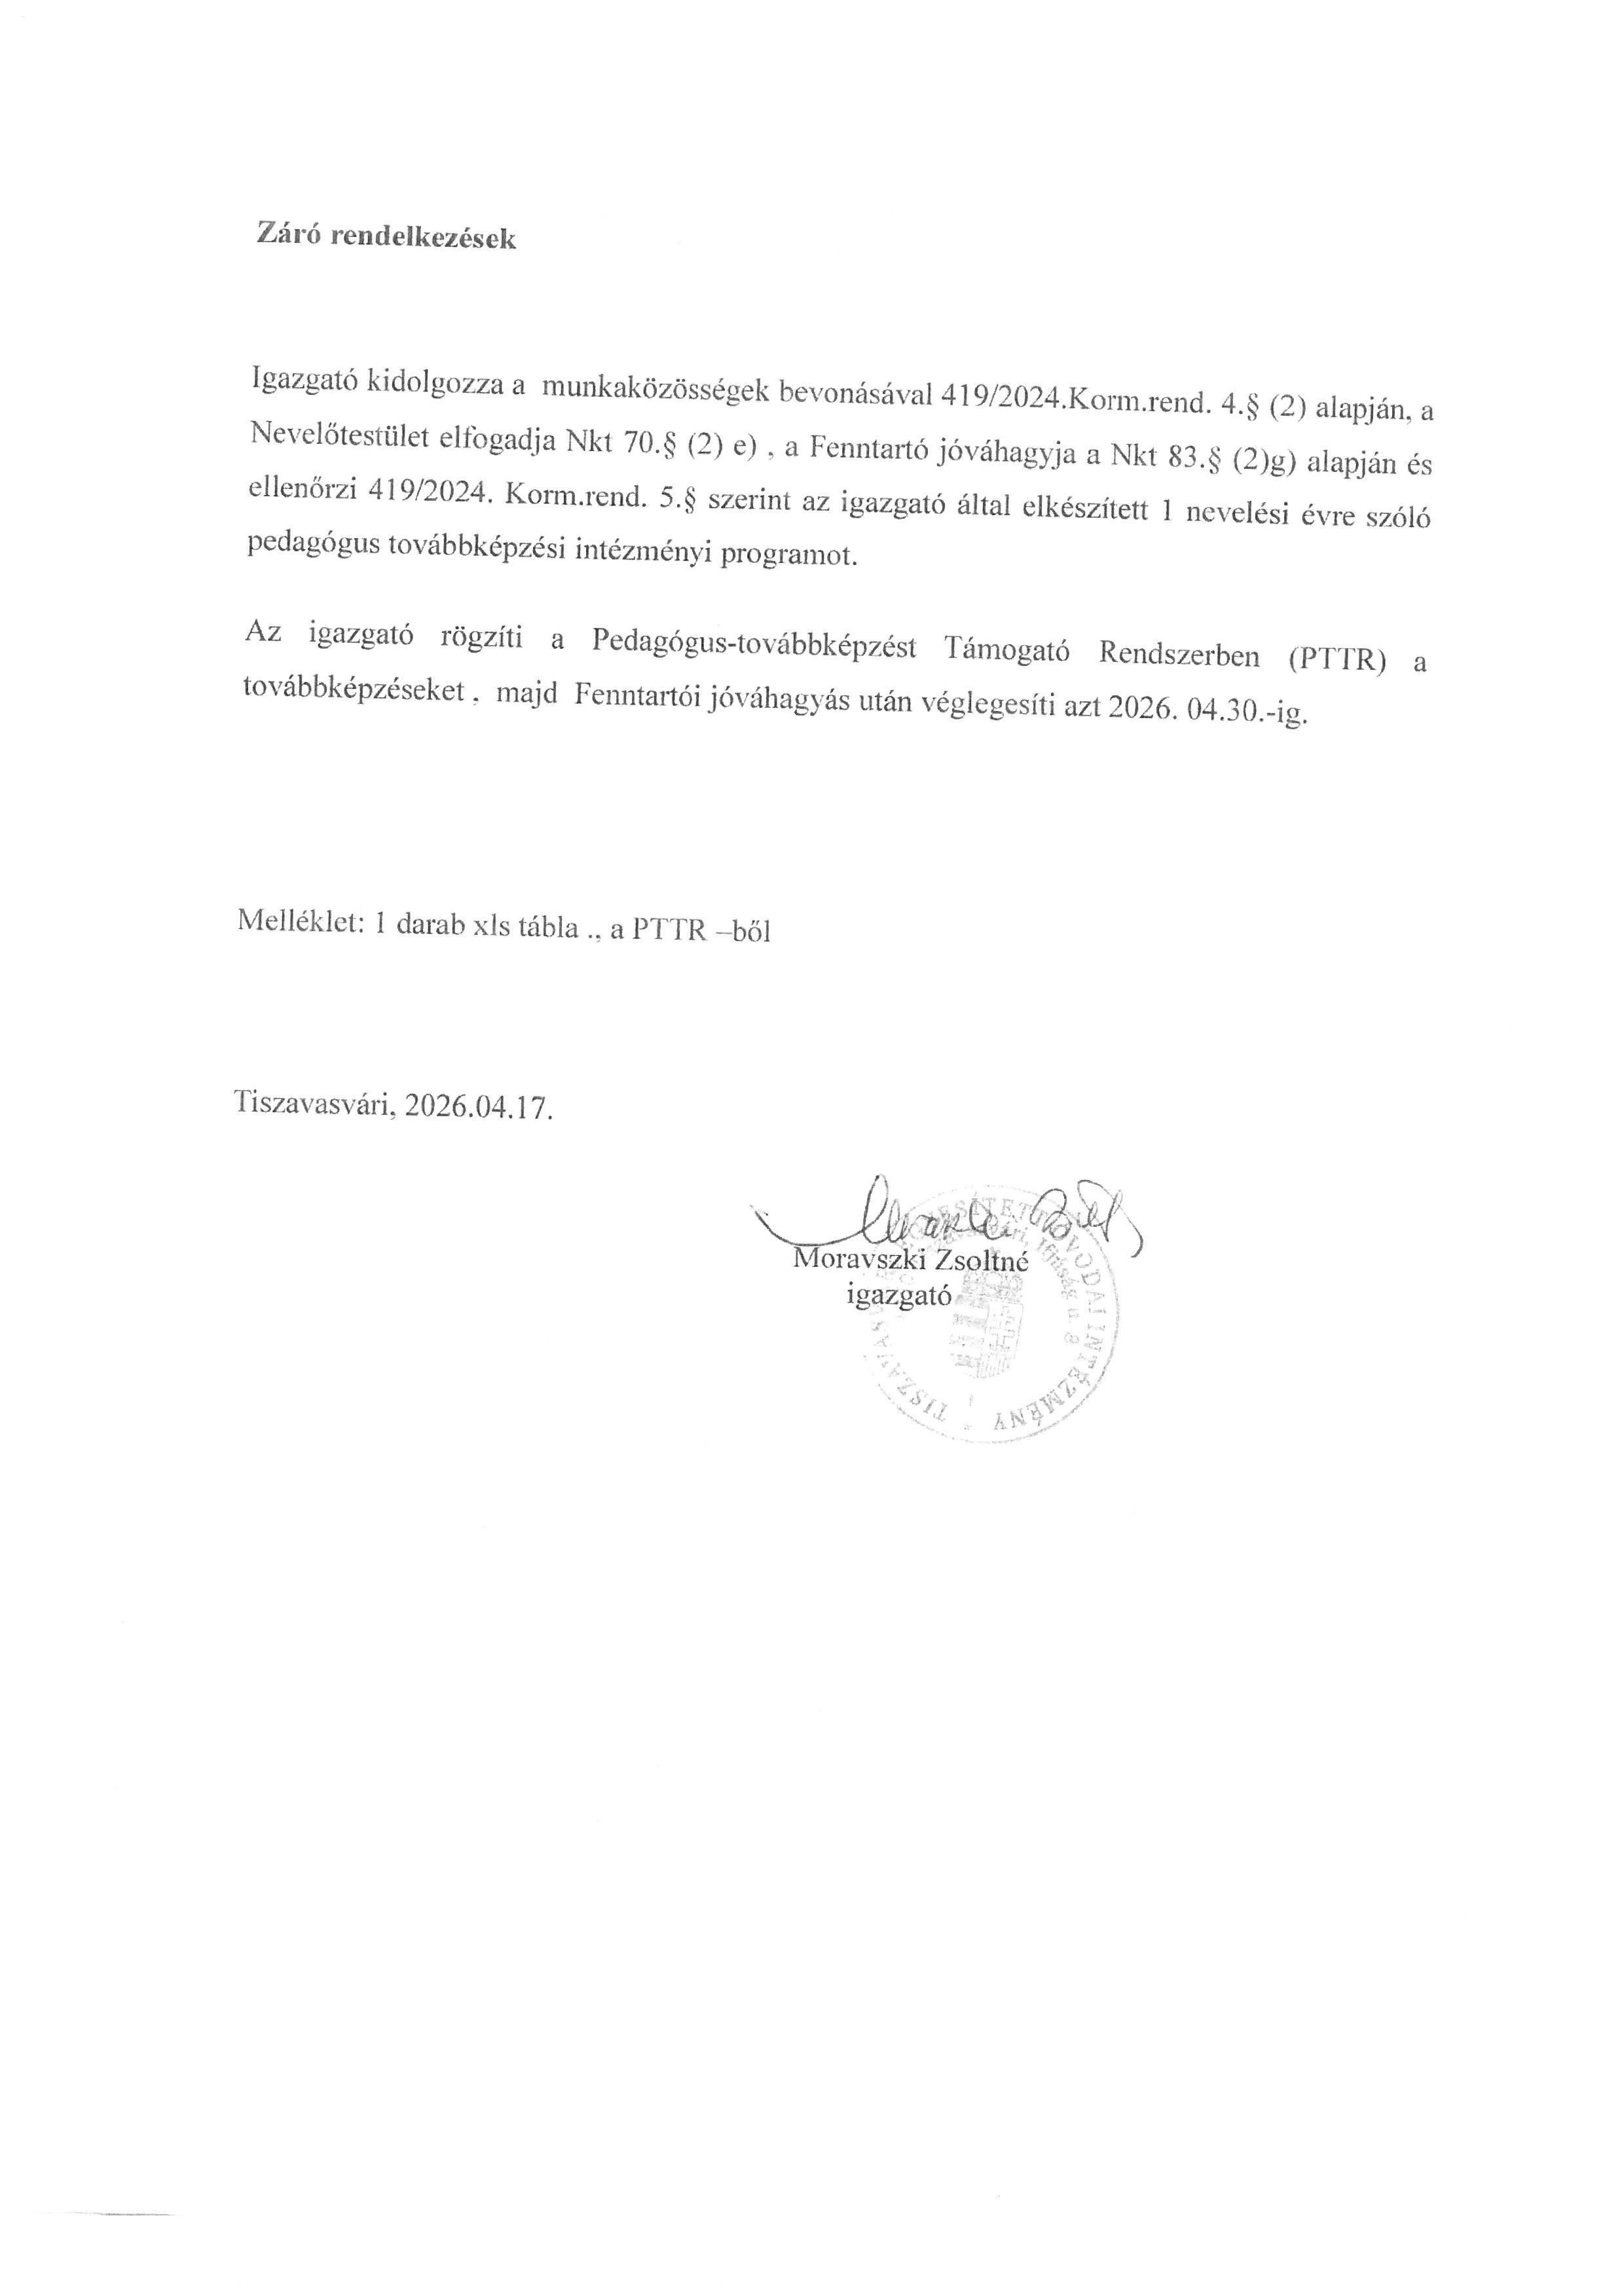 Záró rendelkezések
Igazgató kidolgozza a munkaközösségek bevonásával 419/2024.Korm.rend. 4.§ (2) alapján, a
Nevelőtestület elfogadja Nkt 70.§ (2) e) , a Fenntartó jóváhagyja a Nkt 83.§ (2)g) alapján és
ellenőrzi 419/2024. Korm.rend. 5.§ szerint az igazgató által elkészített 1 nevelési évre szóló
pedagógus továbbképzési intézményi programot.
Az igazgató rögzíti a Pedagógus-továbbképzést Támogató Rendszerben (PTTR) a
továbbképzéseket , majd Fenntartói jóváhagyás után véglegesíti azt 2026. 04.30.-ig.
Melléklet: 1 darab xls tábla ., a PTTR –ből
Tiszavasvári, 2026.04.17.
Moravszki Zsoltné
igazgató
ÓVODAI INTÉZMÉNY